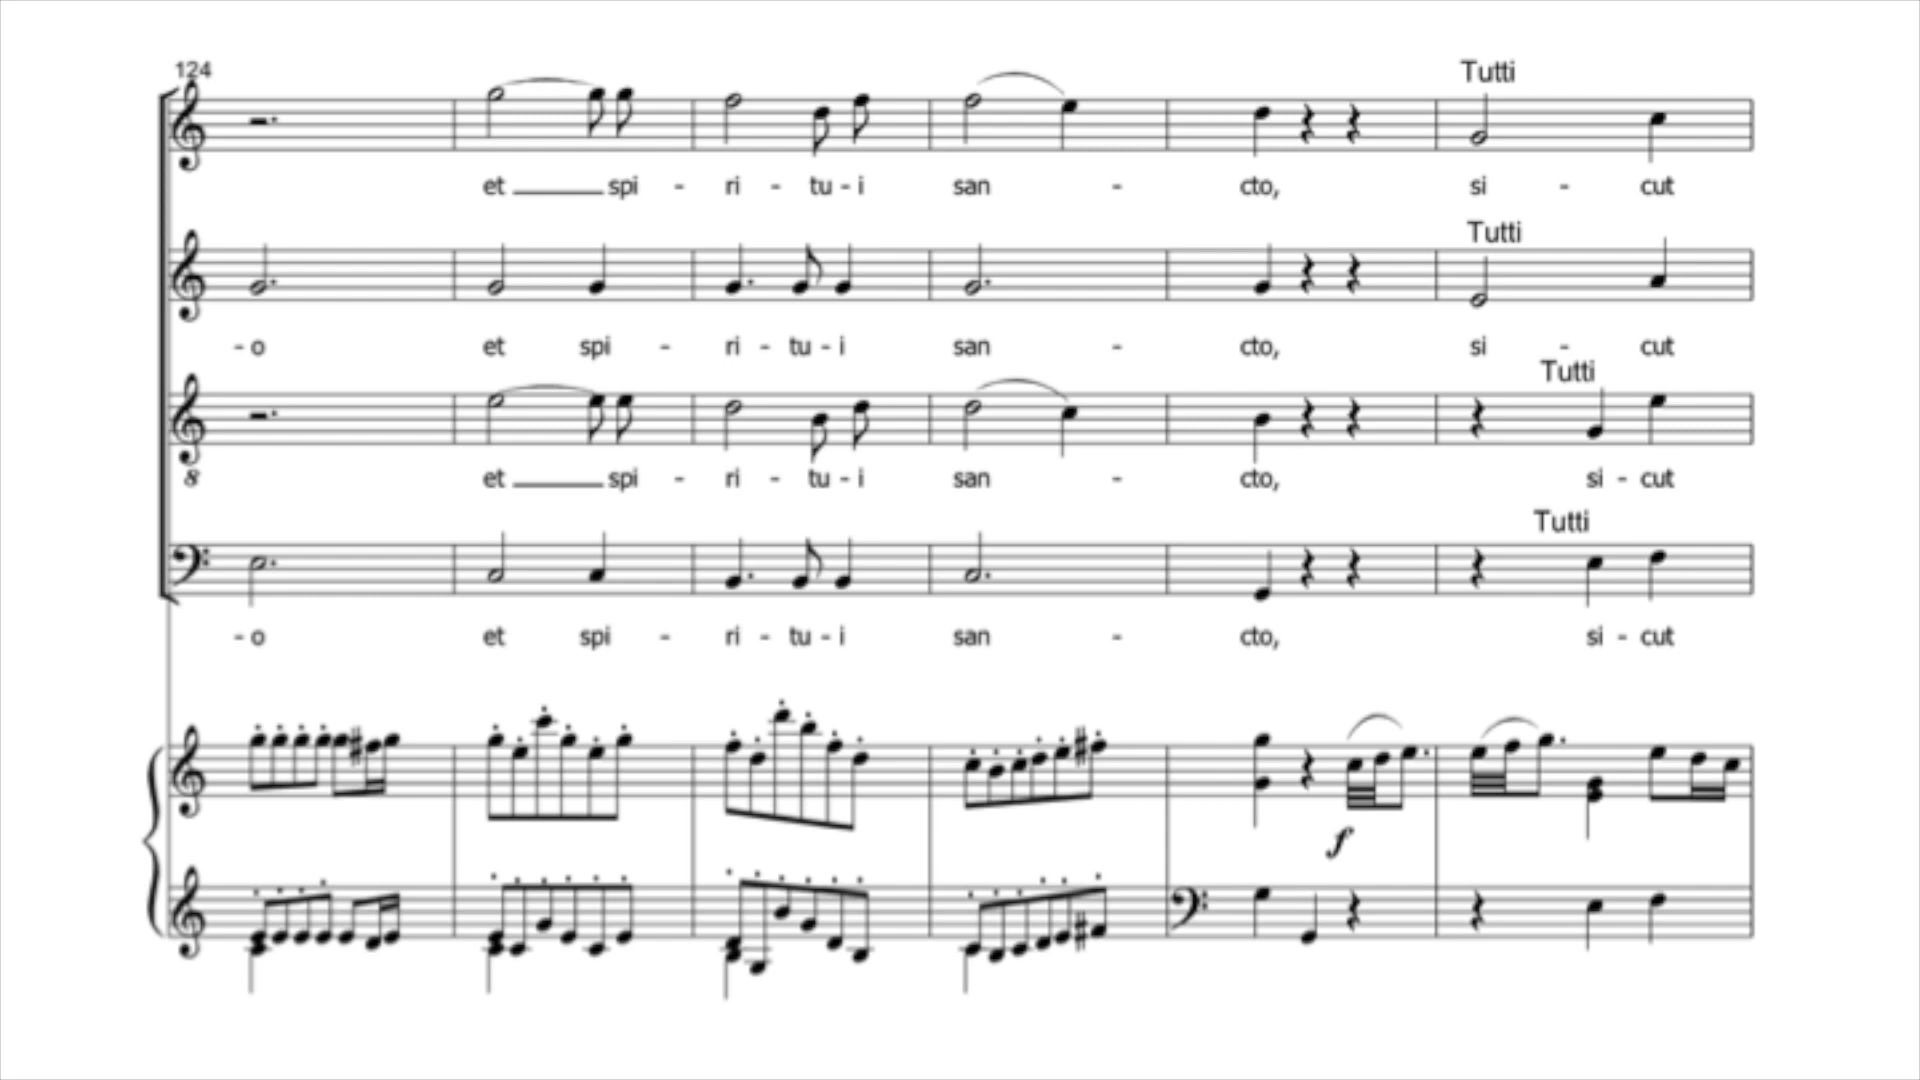 124
Tutti
et spi - ri - tu - i san - cto, si - cut
Tutti
- o et spi - ri - tu - i san - cto, si - cut
Tutti
8
et spi - ri - tu - i san - cto, si - cut
Tutti
- o et spi - ri - tu - i san - cto, si - cut
f